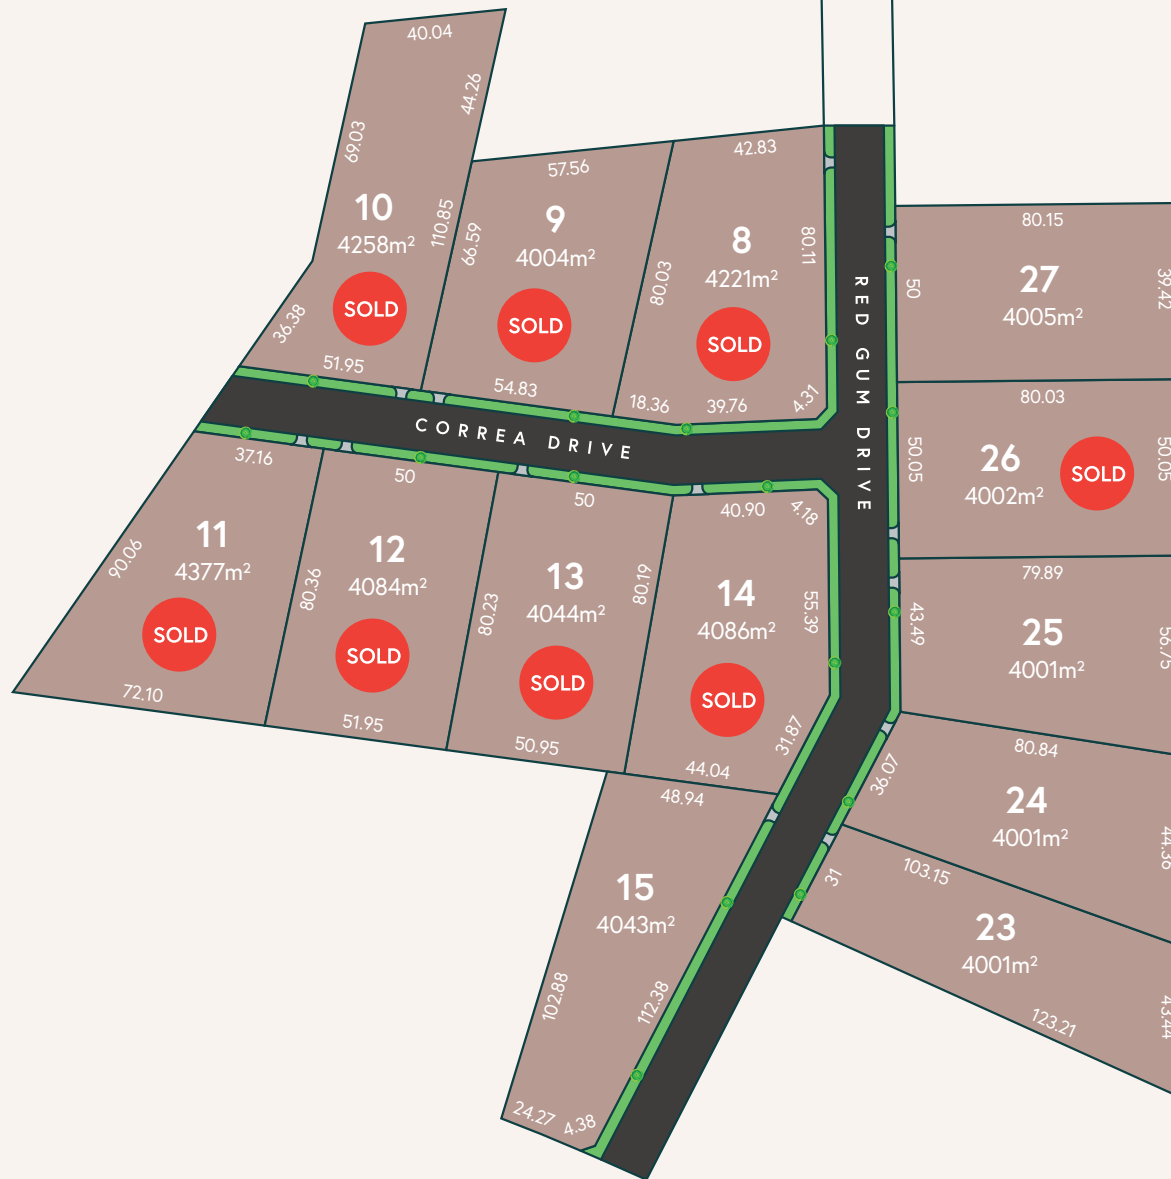 40.04
44.26
69.03
10
4258m²
SOLD
110.85
36.38
51.95
57.56
66.59
9
4004m²
SOLD
54.83
42.83
80.11
8
4221m²
SOLD
80.03
18.36
39.76
4.31
CORREA DRIVE
RED GUM DRIVE
80.15
27
4005m²
50
39.42
80.03
26
4002m²
SOLD
50.05
50.05
79.89
25
4001m²
43.49
56.75
37.16
11
4377m²
SOLD
90.06
72.10
50
12
4084m²
SOLD
80.36
51.95
50
13
4044m²
SOLD
80.23
50.95
40.90
4.18
14
4086m²
SOLD
80.19
55.39
31.87
44.04
80.84
24
4001m²
36.07
44.36
48.94
15
4043m²
102.88
112.38
24.27
4.38
103.15
31
23
4001m²
43.44
123.21